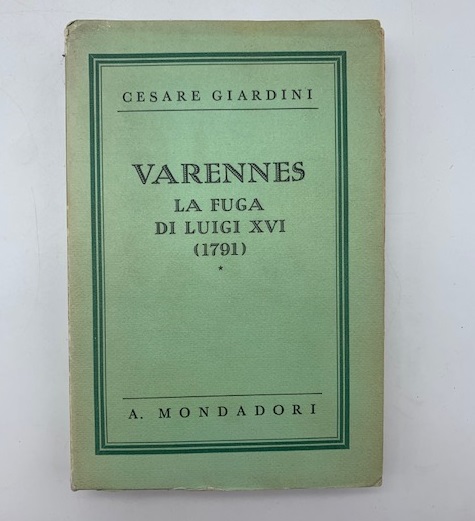 CESARE GIARDINI
VARENNES
LA FUGA
DI LUIGI XVI
(1791)
*
A. MONDADORI